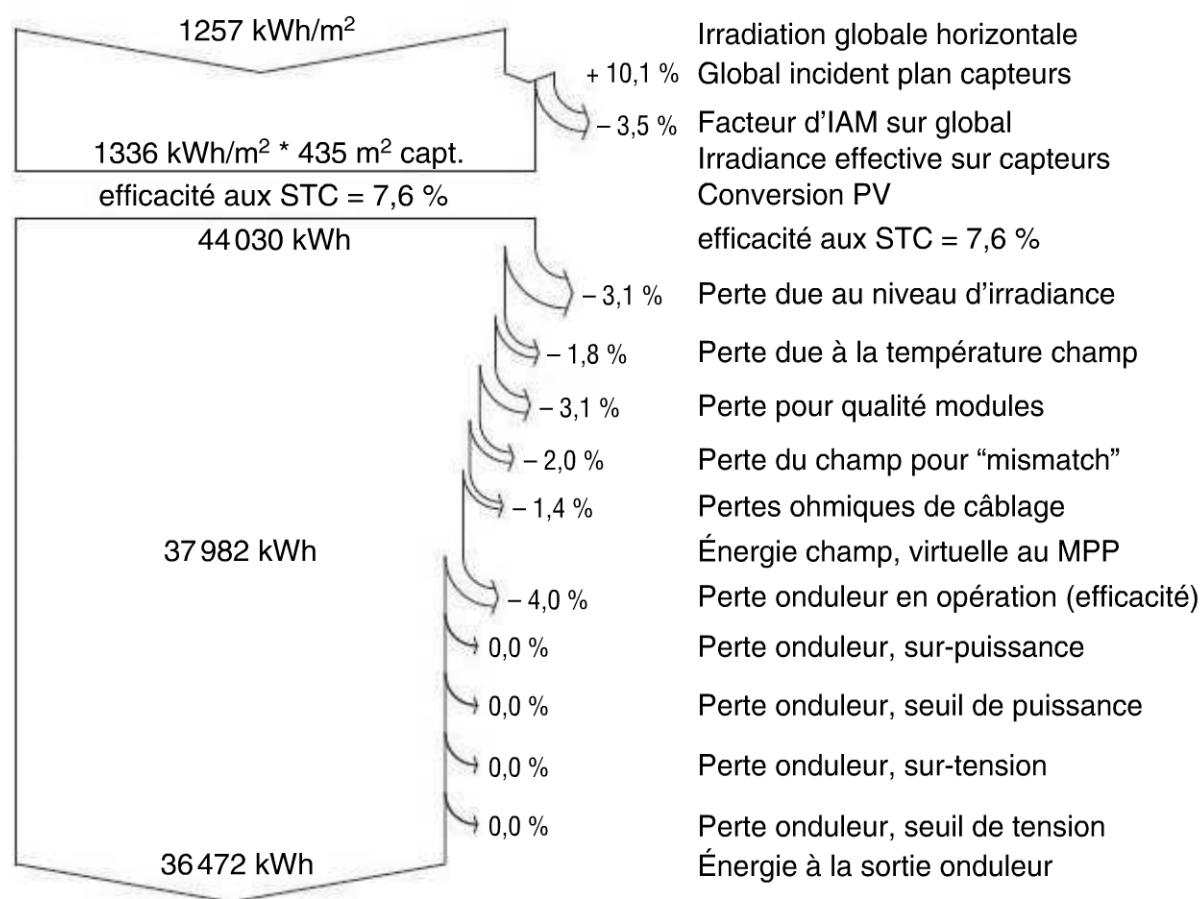 1257 kWh/m² Irradiation globale horizontale
+ 10,1 % Global incident plan capteurs
– 3,5 % Facteur d'IAM sur global
1336 kWh/m² * 435 m² capt. Irradiance effective sur capteurs
efficacité aux STC = 7,6 % Conversion PV
44 030 kWh efficacité aux STC = 7,6 %
– 3,1 % Perte due au niveau d'irradiance
– 1,8 % Perte due à la température champ
– 3,1 % Perte pour qualité modules
– 2,0 % Perte du champ pour “mismatch”
– 1,4 % Pertes ohmiques de câblage
37 982 kWh Énergie champ, virtuelle au MPP
– 4,0 % Perte onduleur en opération (efficacité)
0,0 % Perte onduleur, sur-puissance
0,0 % Perte onduleur, seuil de puissance
0,0 % Perte onduleur, sur-tension
0,0 % Perte onduleur, seuil de tension
36 472 kWh Énergie à la sortie onduleur